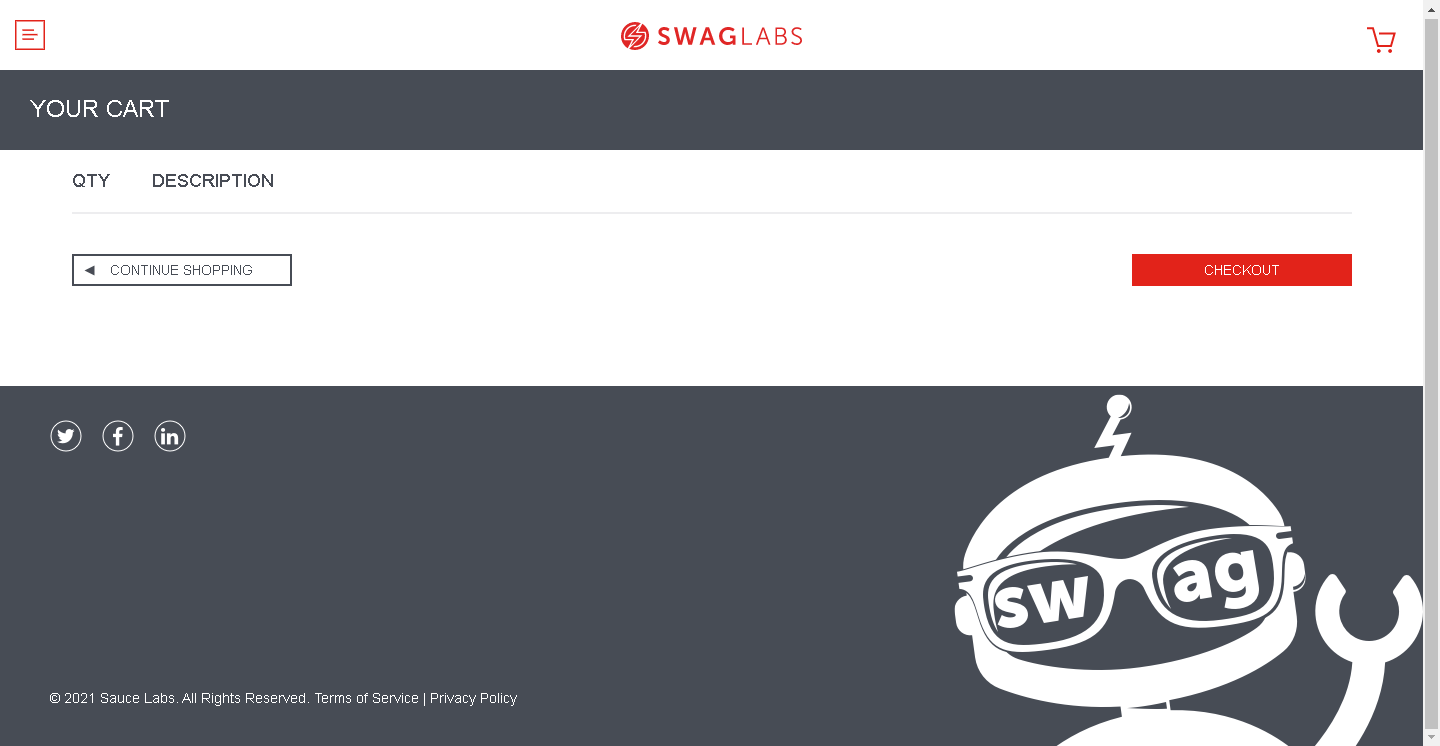 SWAGLABS
YOUR CART
QTY DESCRIPTION
CONTINUE SHOPPING
CHECKOUT
sw ag
© 2021 Sauce Labs. All Rights Reserved. Terms of Service | Privacy Policy